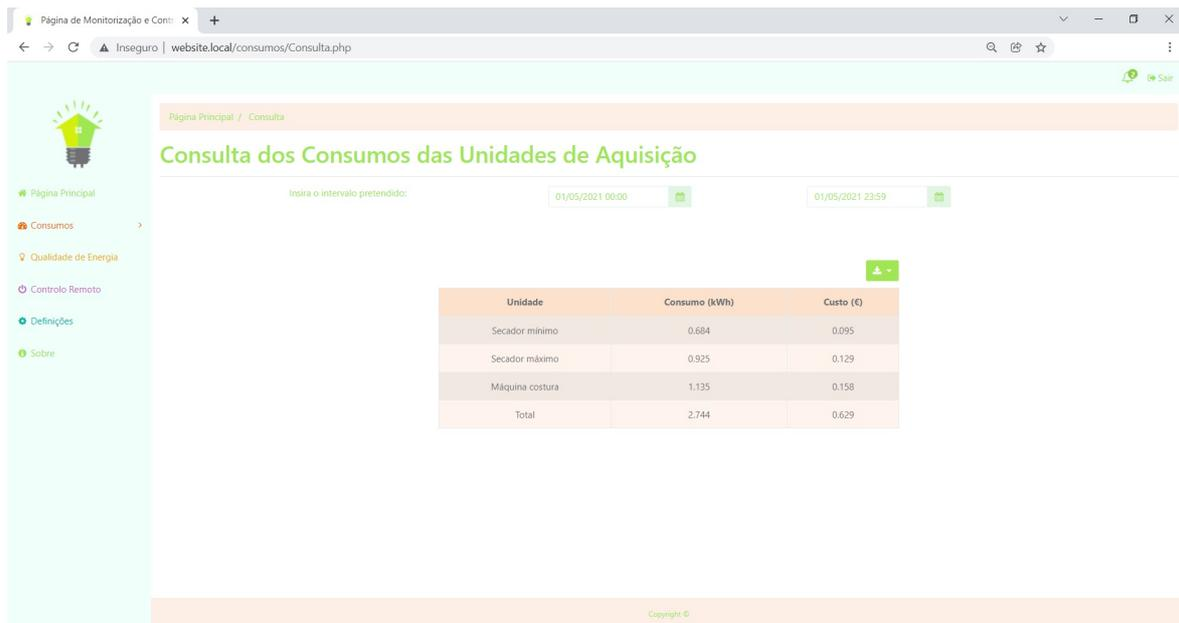 Página de Monitorização e Contr
Inseguro | website.local/consumos/Consulta.php
2 Sair
Página Principal / Consulta
Consulta dos Consumos das Unidades de Aquisição
Insira o intervalo pretendido: 01/05/2021 00:00 01/05/2021 23:59
Página Principal
Consumos
Qualidade de Energia
Controlo Remoto
Definições
Sobre
Unidade Consumo (kWh) Custo (€)
Secador mínimo 0.684 0.095
Secador máximo 0.925 0.129
Máquina costura 1.135 0.158
Total 2.744 0.629
Copyright ©